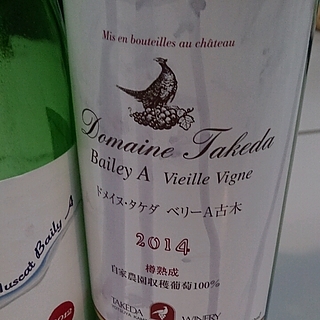 Mis en bouteilles au château
Domaine Takeda
Bailey A Vieille Vigne
ドメイヌ・タケダ ベリーA古木
2014
樽熟成
自家農園収穫葡萄100%
TAKEDA WINERY
Muscat Baily A
2012